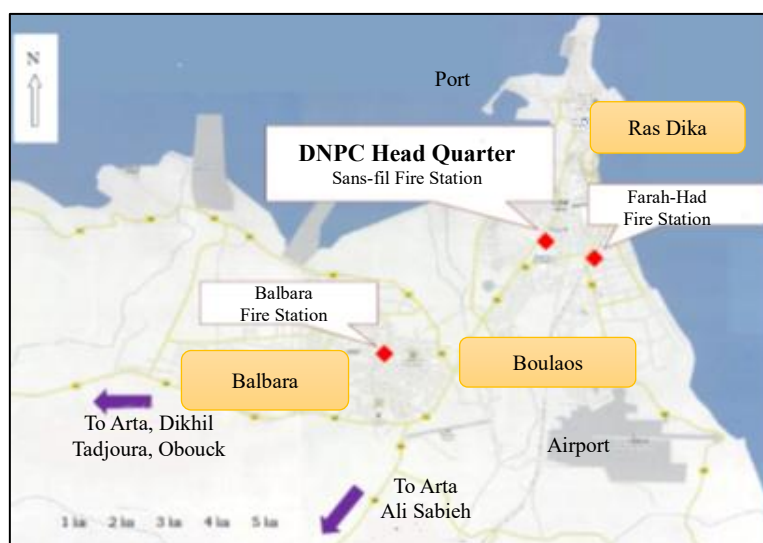 N
Port
Ras Dika
DNPC Head Quarter
Sans-fil Fire Station
Farah-Had
Fire Station
Balbara
Fire Station
Balbara
Boulaos
To Arta, Dikhil
Tadjoura, Obouck
Airport
To Arta
Ali Sabieh